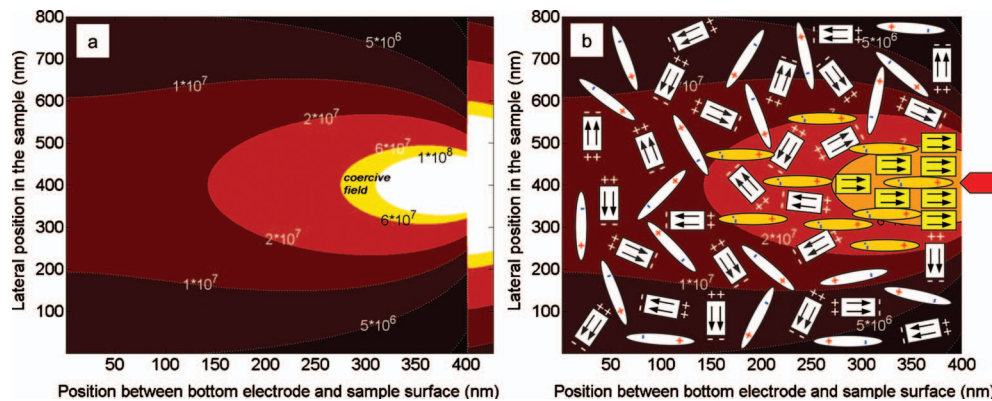 a
Lateral position in the sample (nm)
800
700
600
500
400
300
200
100
5*10^6
1*10^7
2*10^7
6*10^7
1*10^8
coercive
field
6*10^7
2*10^7
1*10^7
5*10^6
50 100 150 200 250 300 350 400
Position between bottom electrode and sample surface (nm)
b
Lateral position in the sample (nm)
800
700
600
500
400
300
200
100
5*10^6
2*10^7
1*10^7
5*10^6
50 100 150 200 250 300 350 400
Position between bottom electrode and sample surface (nm)